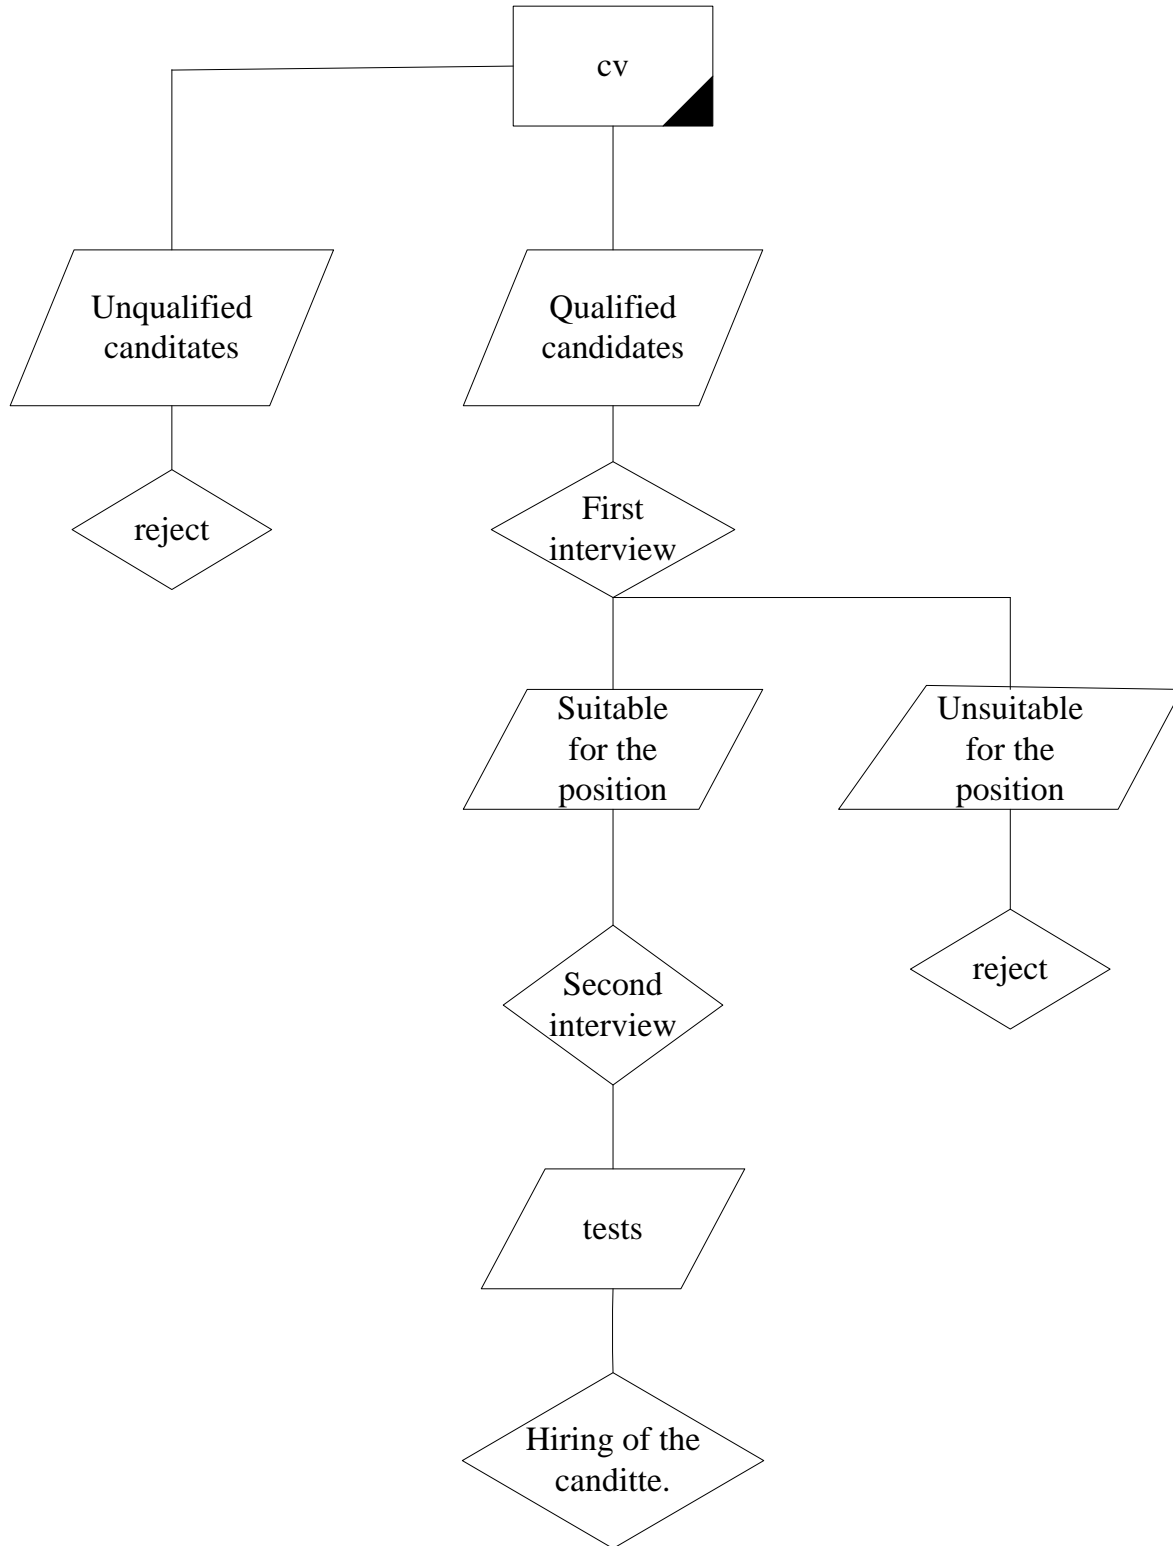 cv
Unqualified
canditates
Qualified
candidates
reject
First
interview
Suitable
for the
position
Unsuitable
for the
position
Second
interview
reject
tests
Hiring of the
canditte.